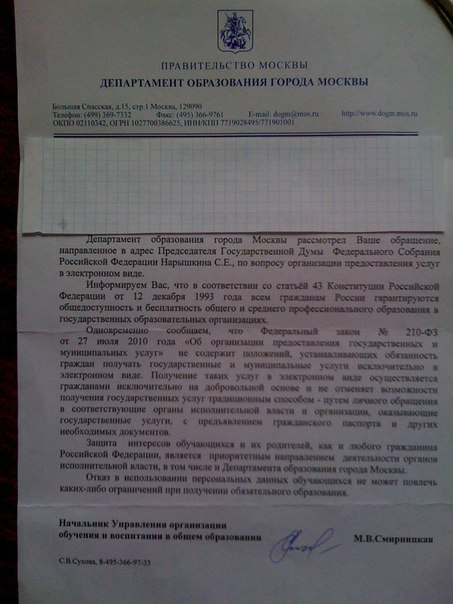 ПРАВИТЕЛЬСТВО МОСКВЫ
ДЕПАРТАМЕНТ ОБРАЗОВАНИЯ ГОРОДА МОСКВЫ
Большая Спасская, д.15, стр.1 Москва, 129090
Телефон: (499) 369-7332 Факс: (495) 366-9761 E-mail dogm@mos.ru http://www.dogm.mos.ru
ОКПО 02110342, ОГРН 1027700386625, ИНН/КПП 7719028495/771901001
Департамент образования города Москвы рассмотрел Ваше обращение,
направленное в адрес Председателя Государственной Думы Федерального Собрания
Российской Федерации Нарышкина С.Е., по вопросу организации предоставления услуг
в электронном виде.
Информируем Вас, что в соответствии со статьёй 43 Конституции Российской
Федерации от 12 декабря 1993 года всем гражданам России гарантируются
общедоступность и бесплатность общего и среднего профессионального образования в
государственных образовательных организациях.
Одновременно сообщаем, что Федеральный закон № 210-ФЗ
от 27 июля 2010 года «Об организации предоставления государственных и
муниципальных услуг» не содержит положений, устанавливающих обязанность
граждан получать государственные и муниципальные услуги исключительно в
электронном виде. Получение таких услуг в электронном виде осуществляется
гражданами исключительно на добровольной основе и не отменяет возможности
получения государственных услуг традиционным способом - путем личного обращения
в соответствующие органы исполнительной власти и организации, оказывающие
государственные услуги, с предъявлением гражданского паспорта и других
необходимых документов.
Защита интересов обучающихся и их родителей, как и любого гражданина
Российской Федерации, является приоритетным направлением деятельности органов
исполнительной власти, в том числе и Департамента образования города Москвы.
Отказ в использовании персональных данных обучающихся не может повлечь
каких-либо ограничений при получении обязательного образования.
Начальник Управления организации
обучения и воспитания в общем образовании М.В.Смирницкая
С.В.Сухова, 8-495-366-97-33